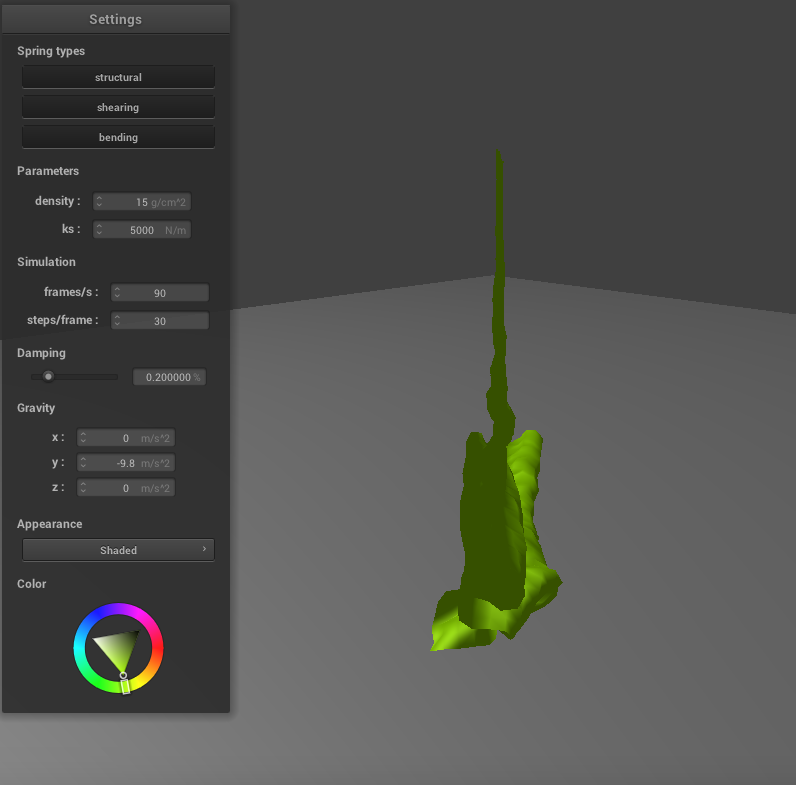 Settings
Spring types
structural
shearing
bending
Parameters
density : 15 g/cm^2
ks : 5000 N/m
Simulation
frames/s : 90
steps/frame : 30
Damping
0.200000 %
Gravity
x : 0 m/s^2
y : -9.8 m/s^2
z : 0 m/s^2
Appearance
Shaded
Color